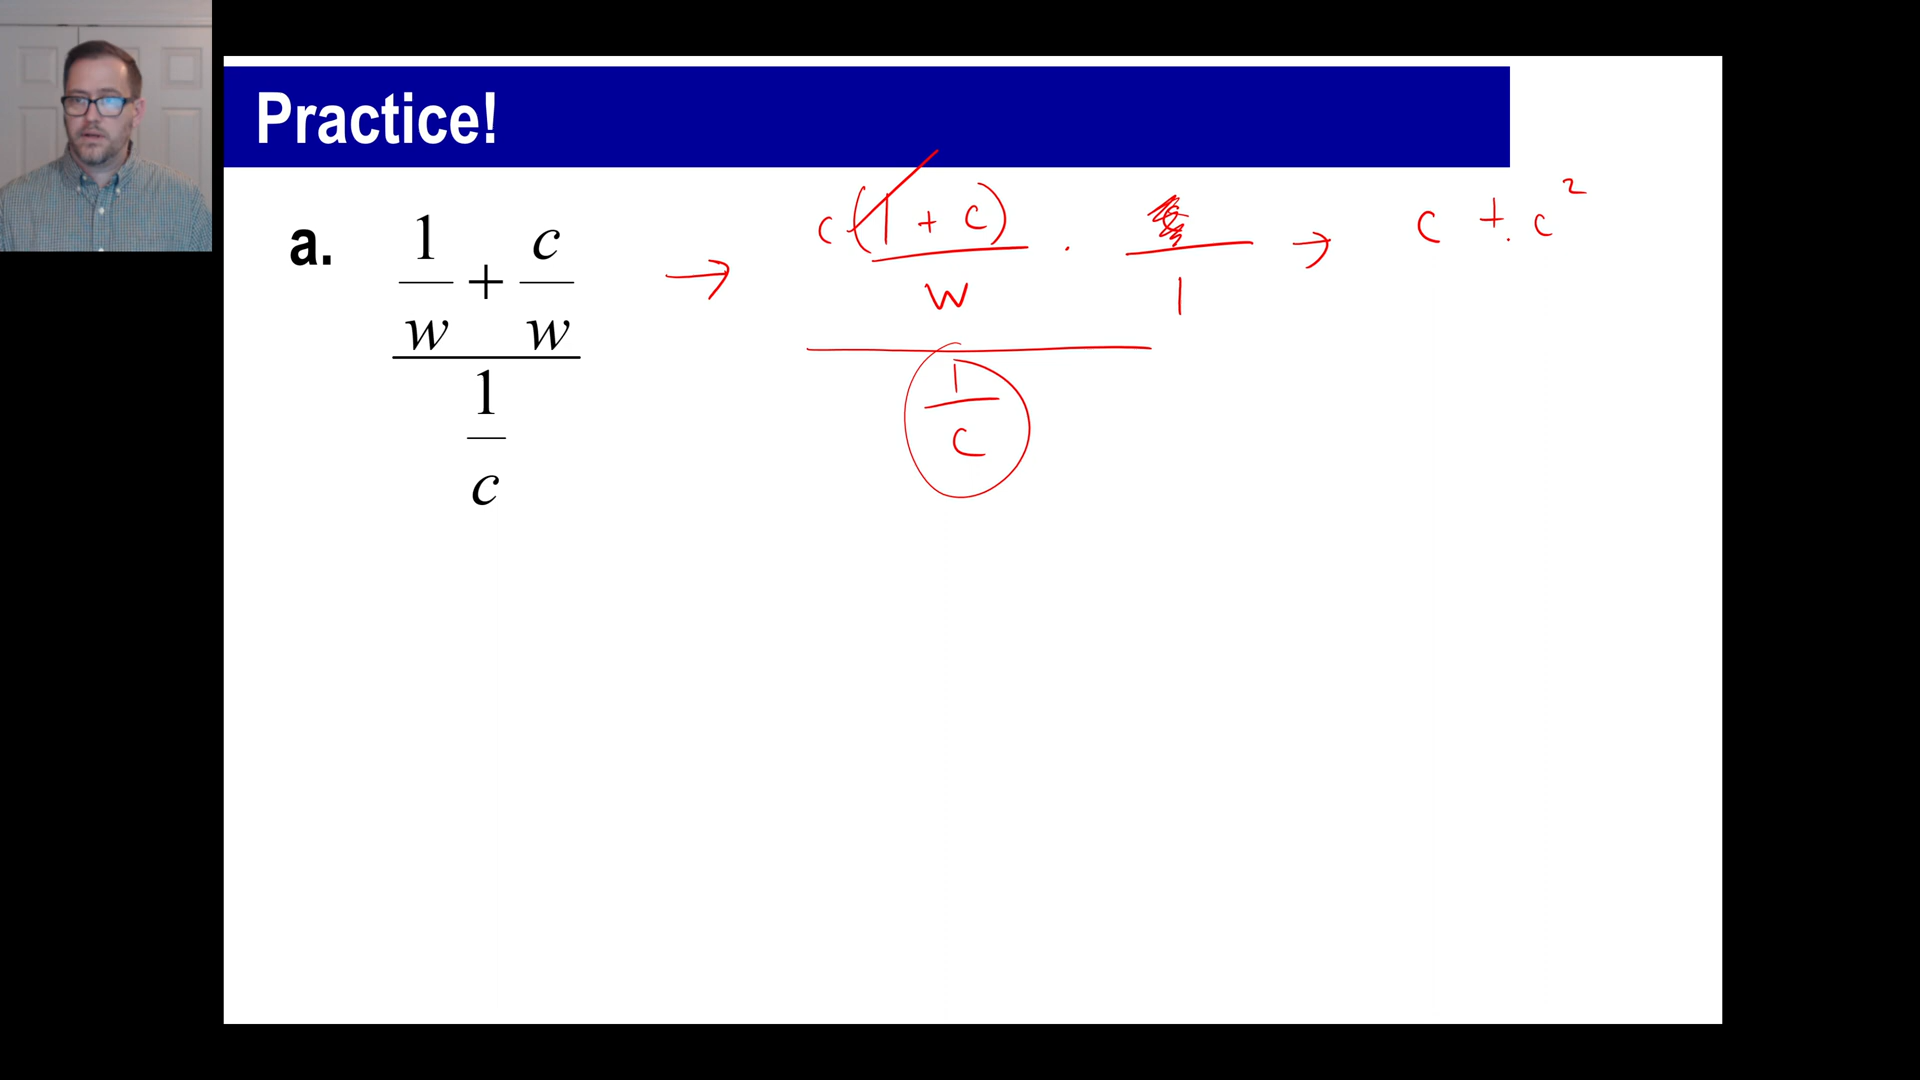 Practice!
a. 1/w + c/w → c(1 + c)/w · /1 → c + c²
1/c 1/c